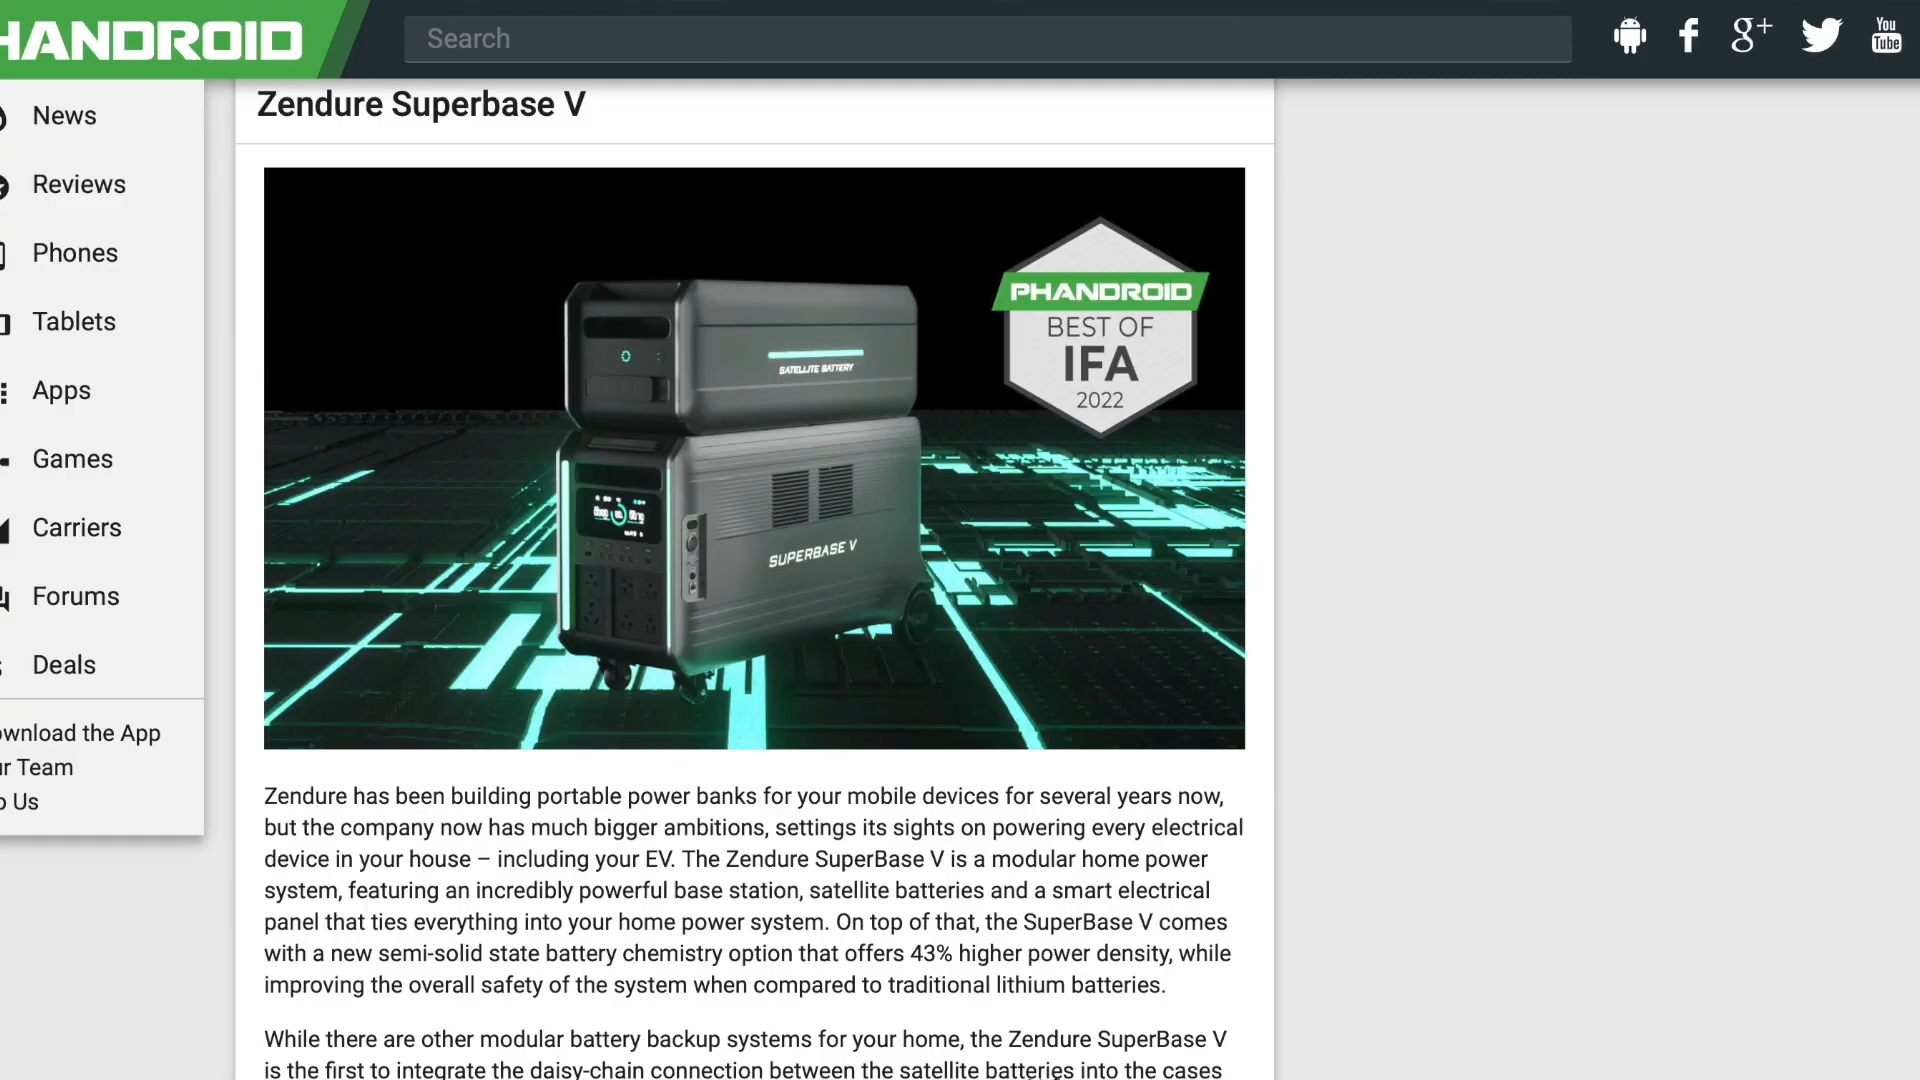 HANDROID
Search
You
Tube
News
Reviews
Phones
Tablets
Apps
Games
Carriers
Forums
Deals
ownload the App
ur Team
p Us
Zendure Superbase V
PHANDROID
BEST OF
IFA
2022
SATELLITE BATTERY
SUPERBASE V
Zendure has been building portable power banks for your mobile devices for several years now,
but the company now has much bigger ambitions, settings its sights on powering every electrical
device in your house – including your EV. The Zendure SuperBase V is a modular home power
system, featuring an incredibly powerful base station, satellite batteries and a smart electrical
panel that ties everything into your home power system. On top of that, the SuperBase V comes
with a new semi-solid state battery chemistry option that offers 43% higher power density, while
improving the overall safety of the system when compared to traditional lithium batteries.
While there are other modular battery backup systems for your home, the Zendure SuperBase V
is the first to integrate the daisy-chain connection between the satellite batteries into the cases